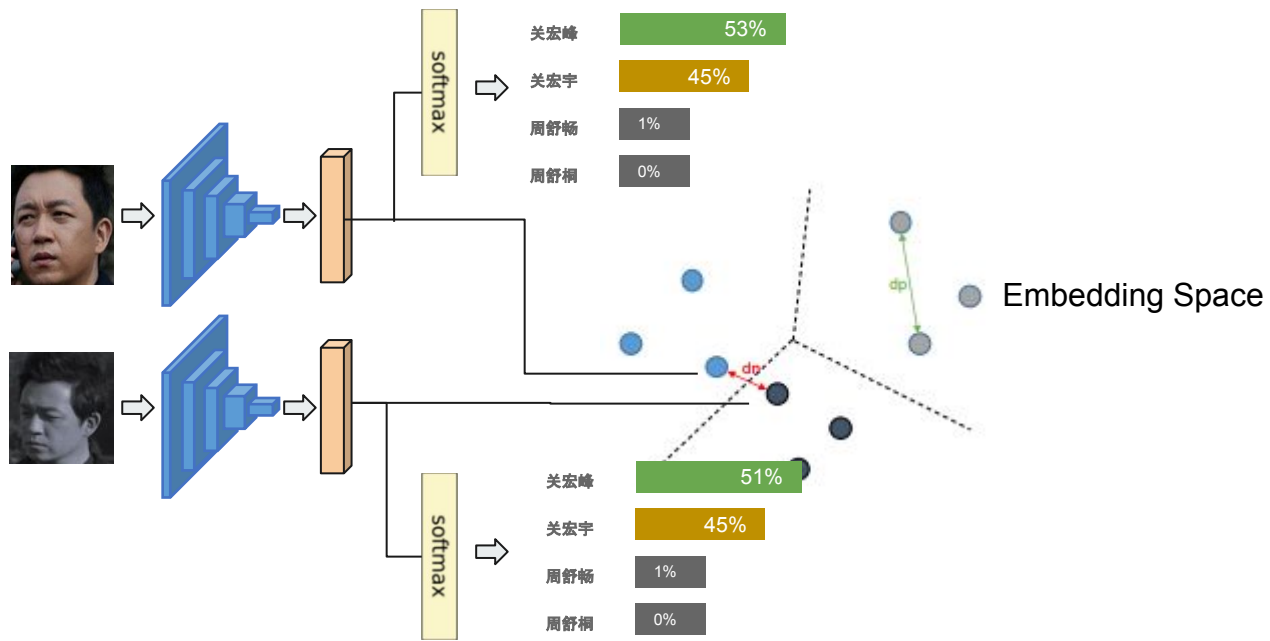 softmax
关宏峰 53%
关宏宇 45%
周舒畅 1%
周舒桐 0%
dp
Embedding Space
dn
softmax
关宏峰 51%
关宏宇 45%
周舒畅 1%
周舒桐 0%